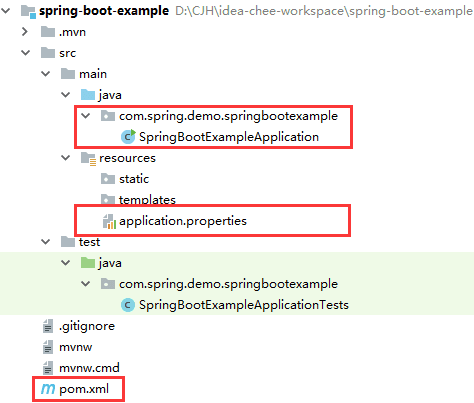 spring-boot-example D:\CJH\idea-chee-workspace\spring-boot-example
.mvn
src
main
java
com.spring.demo.springbootexample
SpringBootExampleApplication
resources
static
templates
application.properties
test
java
com.spring.demo.springbootexample
SpringBootExampleApplicationTests
.gitignore
mvnw
mvnw.cmd
pom.xml